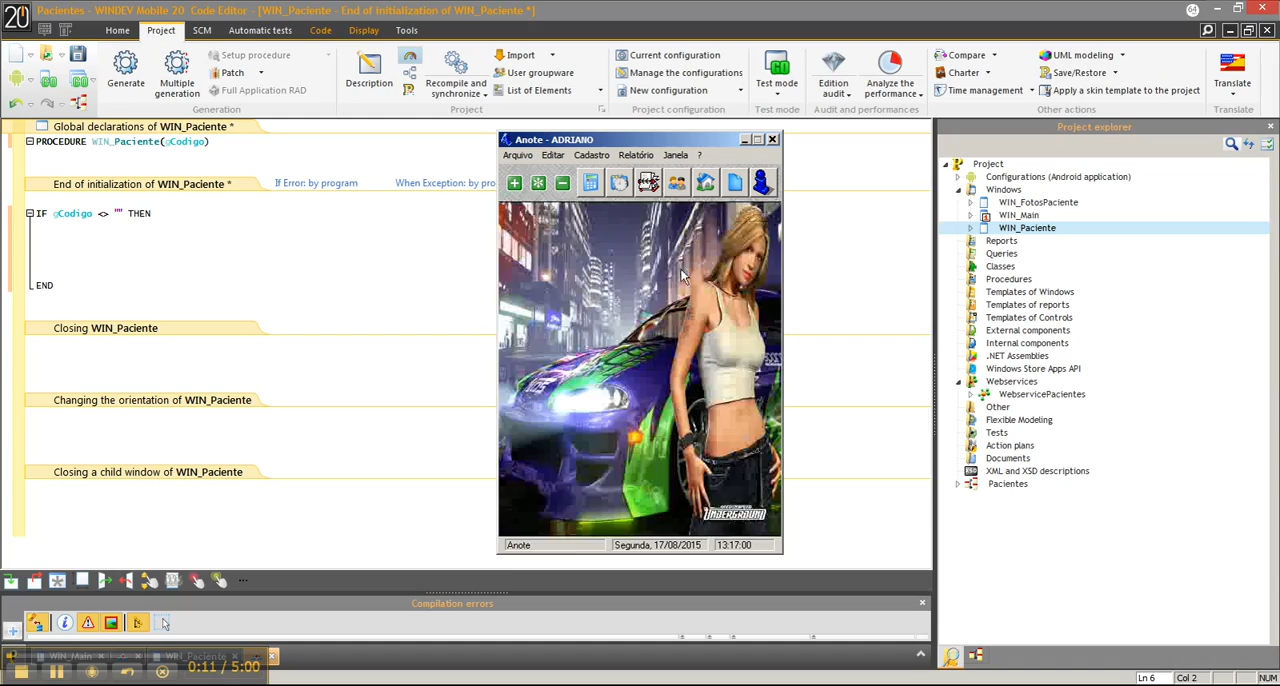 20 Pacientes - WINDEV Mobile 20  Code Editor - [WIN_Paciente - End of Initialization of WIN_Paciente *] 64
Home Project SCM Automatic tests Code Display Tools
Generate
Multiple generation
Setup procedure
Patch
Full Application RAD
Generation
Description
Recompile and synchronize
Import
User groupware
List of Elements
Project
Current configuration
Manage the configurations
New configuration
Project configuration
GO
Test mode
Test mode
Edition audit
Analyze the performance
Audit and performances
Compare
Charter
Time management
UML modeling
Save/Restore
Apply a skin template to the project
Other actions
Translate
Translate
Global declarations of WIN_Paciente *
PROCEDURE WIN_Paciente(gCodigo)
End of initialization of WIN_Paciente *
If Error: by program
When Exception: by pro
IF gCodigo <> "" THEN
END
Closing WIN_Paciente
Changing the orientation of WIN_Paciente
Closing a child window of WIN_Paciente
Anote - ADRIANO
Arquivo Editar Cadastro Relatório Janela ?
UNDERGROUND
Anote Segunda, 17/08/2015 13:17:00
Project explorer
Project
Configurations (Android application)
Windows
WIN_FotosPaciente
WIN_Main
WIN_Paciente
Reports
Queries
Classes
Procedures
Templates of Windows
Templates of reports
Templates of Controls
External components
Internal components
.NET Assemblies
Windows Store Apps API
Webservices
WebservicePacientes
Other
Flexible Modeling
Tests
Action plans
Documents
XML and XSD descriptions
Pacientes
Compilation errors
WIN_Main
0:11 / 5:00
Ln 6 Col 2 NUM